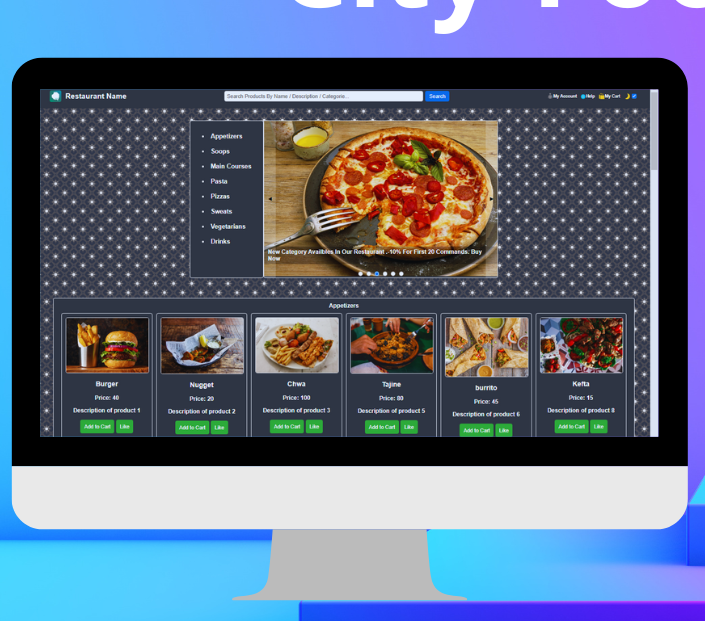 City Foo
Restaurant Name
Search Products By Name / Description / Categorie...
Search
My Account
Help
My Cart
Appetizers
Soops
Main Courses
Pasta
Pizzas
Sweats
Vegetarians
Drinks
New Category Availbles In Our Restaurant . -10% For First 20 Commands. Buy
Now
Appetizers
Burger
Price: 40
Description of product 1
Add to Cart
Like
Nugget
Price: 20
Description of product 2
Add to Cart
Like
Chwa
Price: 100
Description of product 3
Add to Cart
Like
Tajine
Price: 80
Description of product 5
Add to Cart
Like
burrito
Price: 45
Description of product 6
Add to Cart
Like
Kefta
Price: 15
Description of product 8
Add to Cart
Like